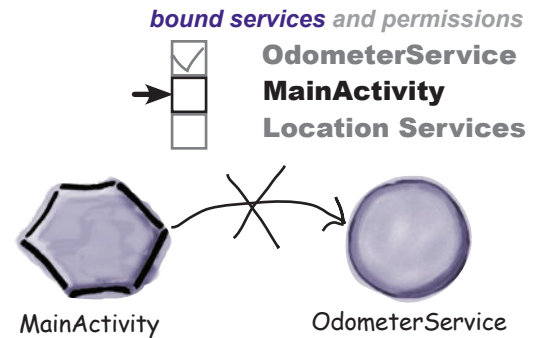 bound services and permissions
OdometerService
MainActivity
Location Services
MainActivity
OdometerService